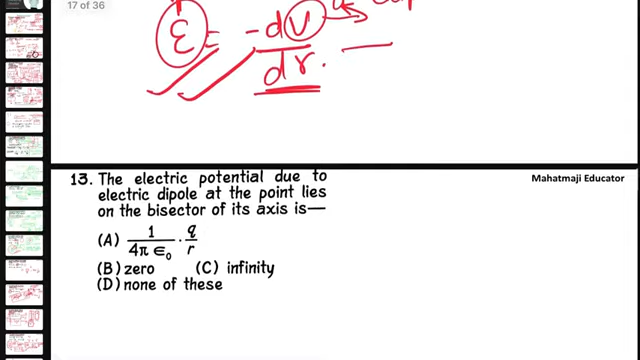 17 of 36
ε = -dV
dr.
13. The electric potential due to
electric dipole at the point lies
on the bisector of its axis is—
Mahatmaji Educator
(A) 1/4π ∈₀ · q/r
(B) zero (C) infinity
(D) none of these